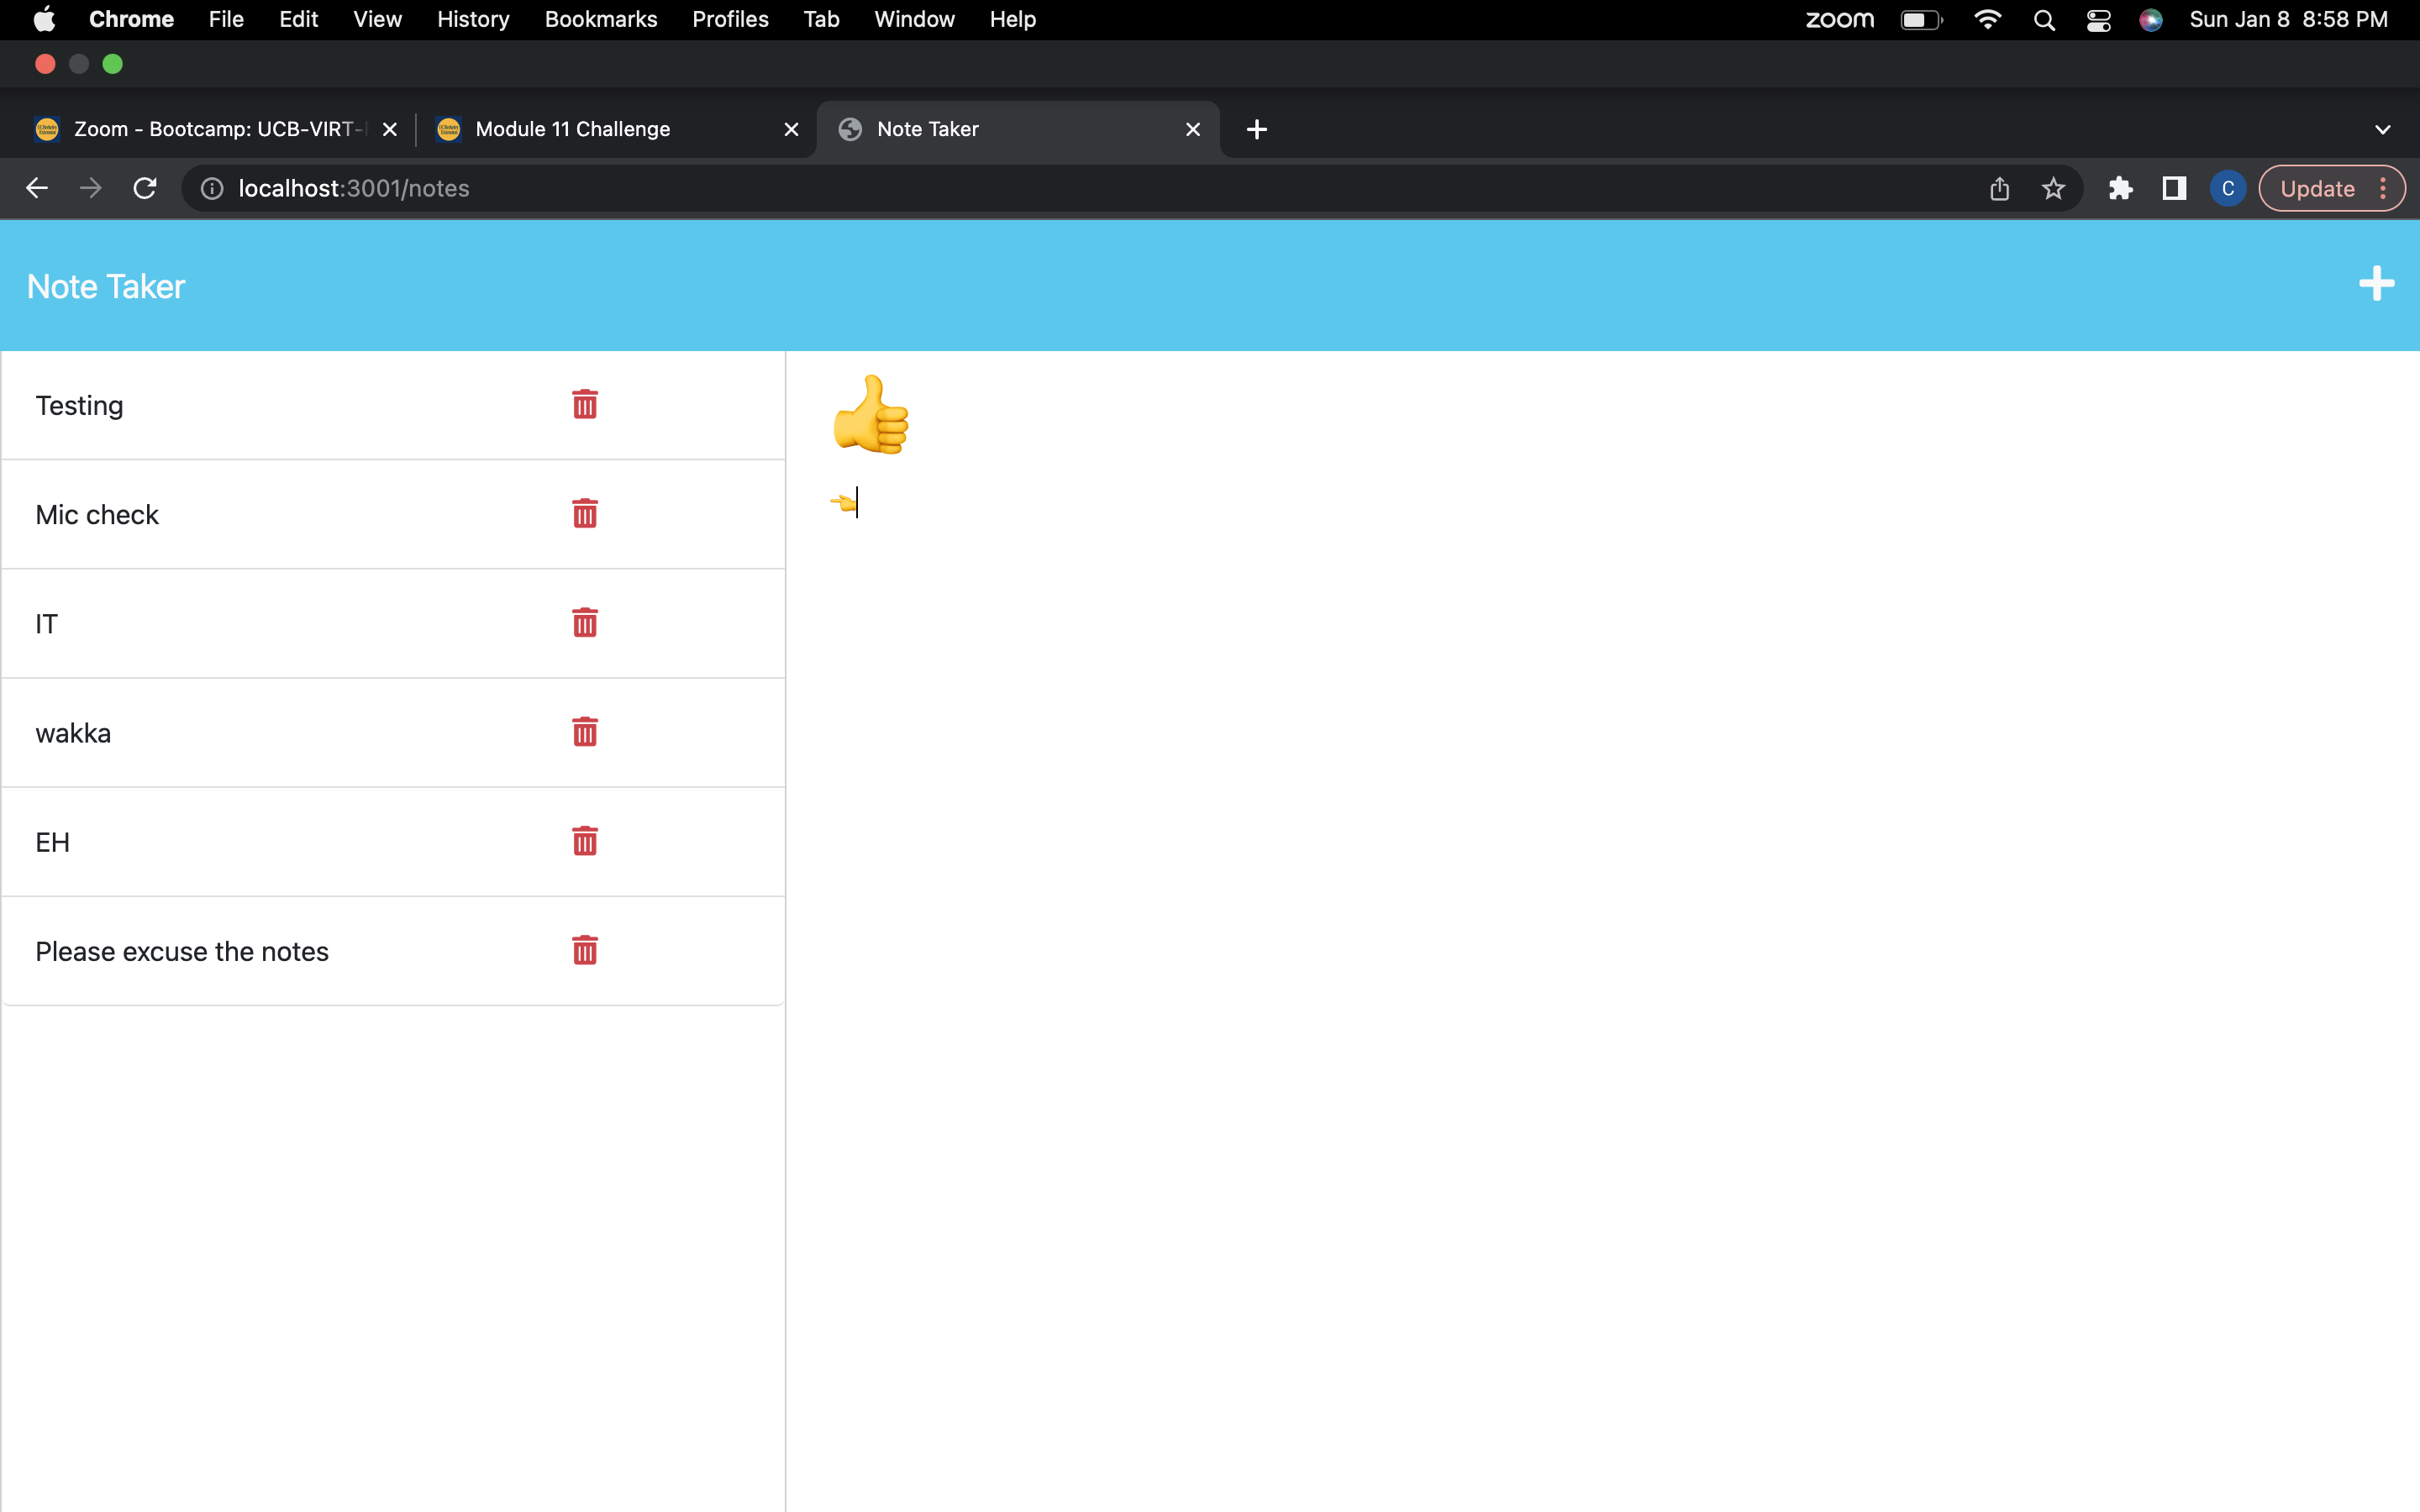 Chrome File Edit View History Bookmarks Profiles Tab Window Help zoom Sun Jan 8 8:58 PM
Zoom - Bootcamp: UCB-VIRT- Module 11 Challenge Note Taker
localhost:3001/notes C Update
Note Taker
Testing
👍
Mic check
👈
IT
wakka
EH
Please excuse the notes